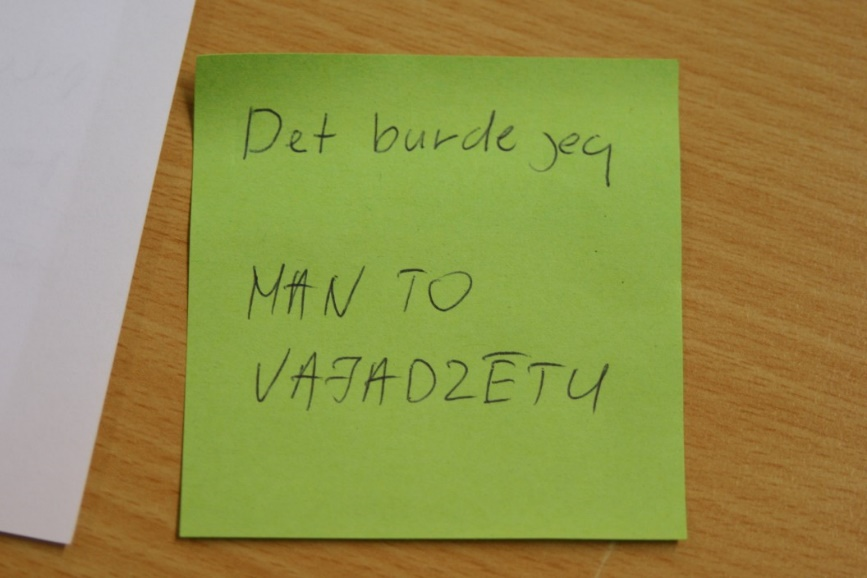 Det burde jeg
MAN TO
VAJADZĒTU